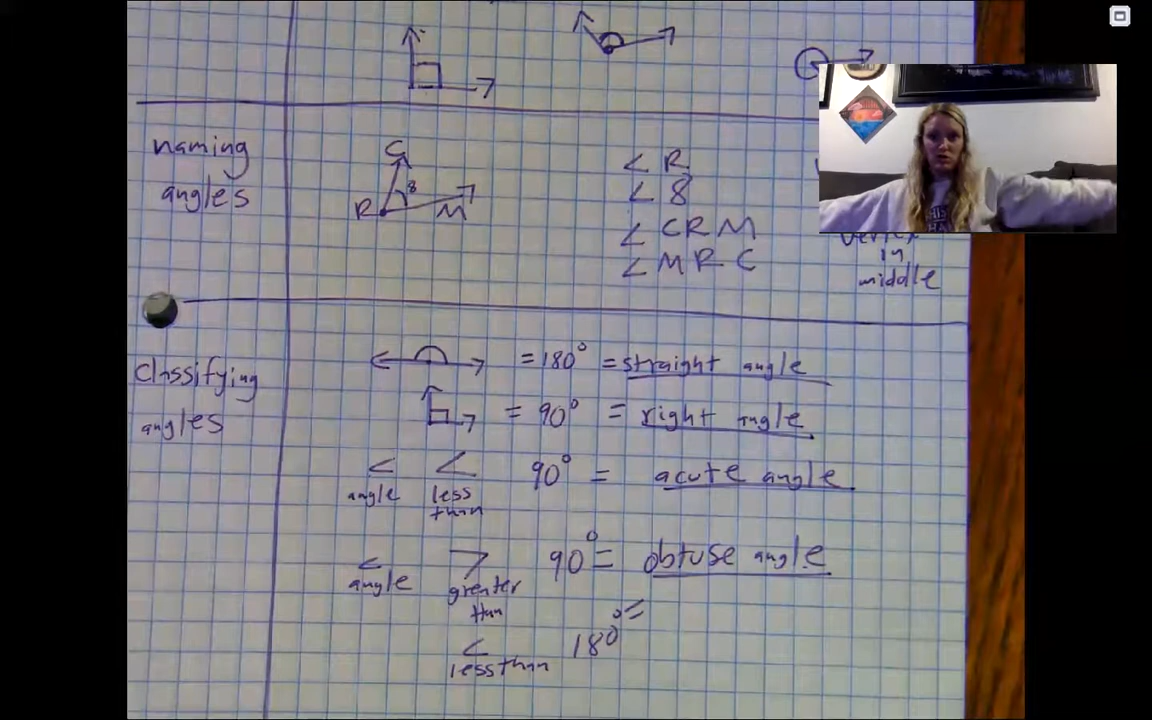 naming
angles
C
8
R
M
< R
< 8
< CRM
< MRC
vertex
in
middle
Classifying
angles
= 180° = straight angle
= 90° = right angle
< < 90° = acute angle
angle less
than
< > 90° = obtuse angle
angle greater
than
< 180° =
less than